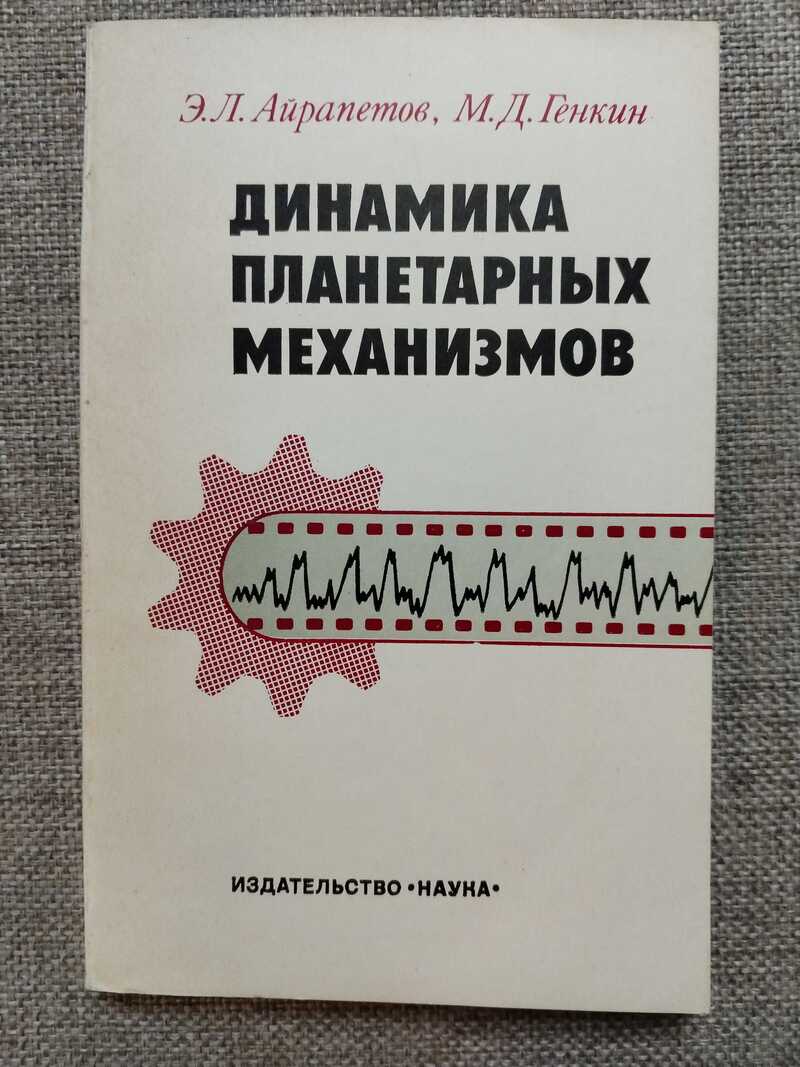 Э.Л. Айрапетов, М.Д. Генкин
ДИНАМИКА
ПЛАНЕТАРНЫХ
МЕХАНИЗМОВ
ИЗДАТЕЛЬСТВО «НАУКА»